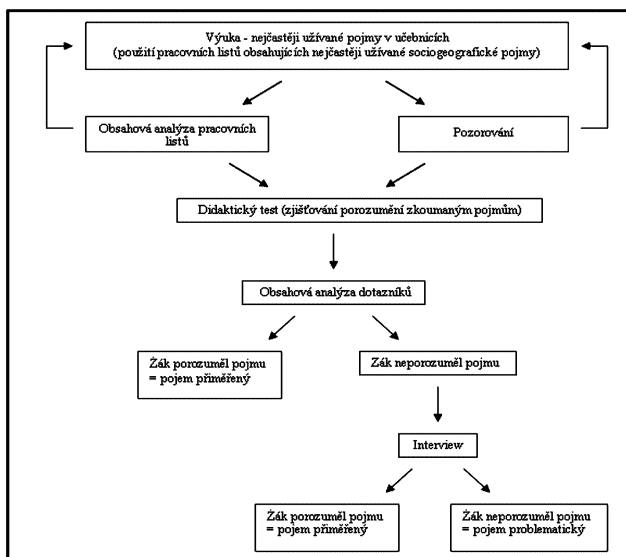 Výuka - nejčastěji užívané pojmy v učebnicích
(použití pracovních listů obsahujících nejčastěji užívané sociogeografické pojmy)
Obsahová analýza pracovních
listů
Pozorování
Didaktický test (zjišťování porozumění zkoumaným pojmům)
Obsahová analýza dotazníků
Žák porozuměl pojmu
= pojem přiměřený
Žák neporozuměl pojmu
Interview
Žák porozuměl pojmu
= pojem přiměřený
Žák neporozuměl pojmu
= pojem problematický